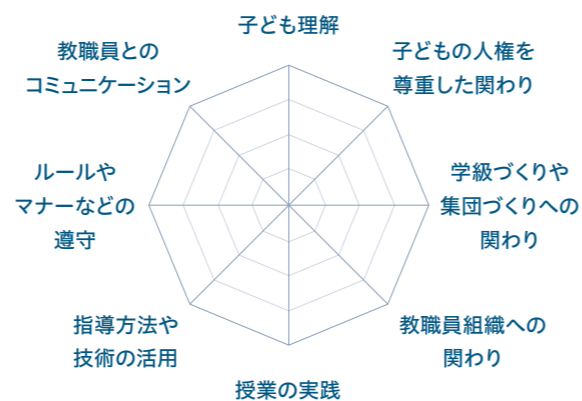 子ども理解
子どもの人権を
尊重した関わり
学級づくりや
集団づくりへの
関わり
教職員組織への
関わり
授業の実践
指導方法や
技術の活用
ルールや
マナーなどの
遵守
教職員との
コミュニケーション